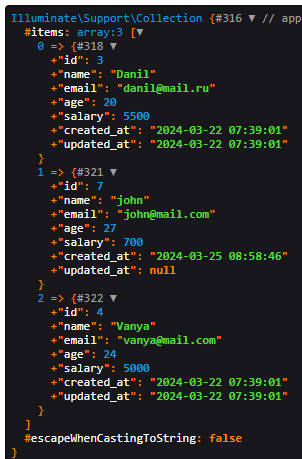 Illuminate\Support\Collection {#316 ▼ // app
#items: array:3 [▼
0 => {#318 ▼
+"id": 3
+"name": "Danil"
+"email": "danil@mail.ru"
+"age": 20
+"salary": 5500
+"created_at": "2024-03-22 07:39:01"
+"updated_at": "2024-03-22 07:39:01"
}
1 => {#321 ▼
+"id": 7
+"name": "john"
+"email": "john@mail.com"
+"age": 27
+"salary": 700
+"created_at": "2024-03-25 08:58:46"
+"updated_at": null
}
2 => {#322 ▼
+"id": 4
+"name": "Vanya"
+"email": "vanya@mail.com"
+"age": 24
+"salary": 5000
+"created_at": "2024-03-22 07:39:01"
+"updated_at": "2024-03-22 07:39:01"
}
]
#escapeWhenCastingToString: false
}